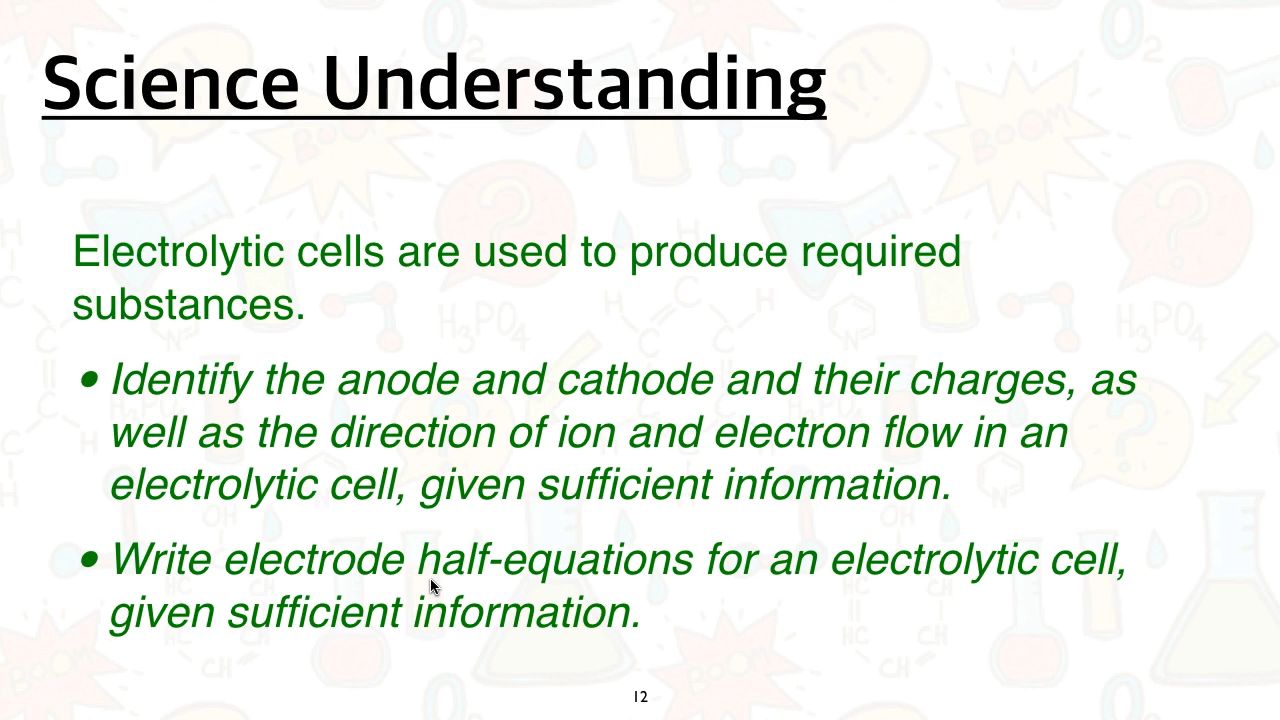 Science Understanding
Electrolytic cells are used to produce required
substances.
• Identify the anode and cathode and their charges, as
well as the direction of ion and electron flow in an
electrolytic cell, given sufficient information.
• Write electrode half-equations for an electrolytic cell,
given sufficient information.
12